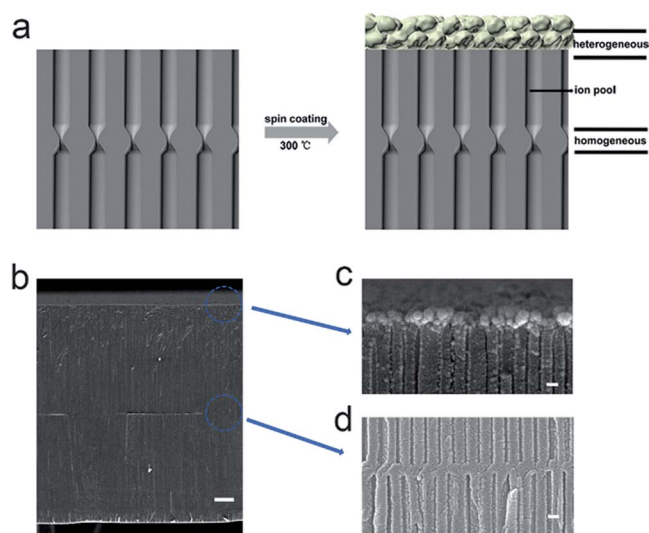 a
spin coating
300 ℃
heterogeneous
ion pool
homogeneous
b
c
d